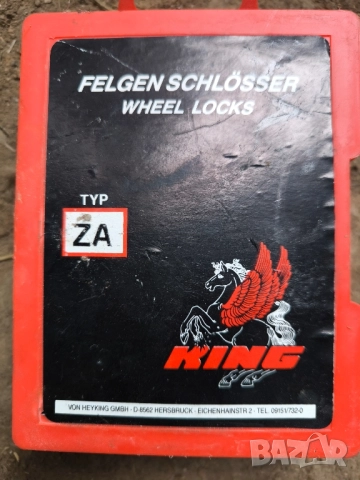 FELGEN SCHLÖSSER
WHEEL LOCKS
TYP
ZA
KING
VON HEYKING GMBH · D-8562 HERSBRUCK · EICHENHAINSTR 2 · TEL. 09151/732-0
BAZAR